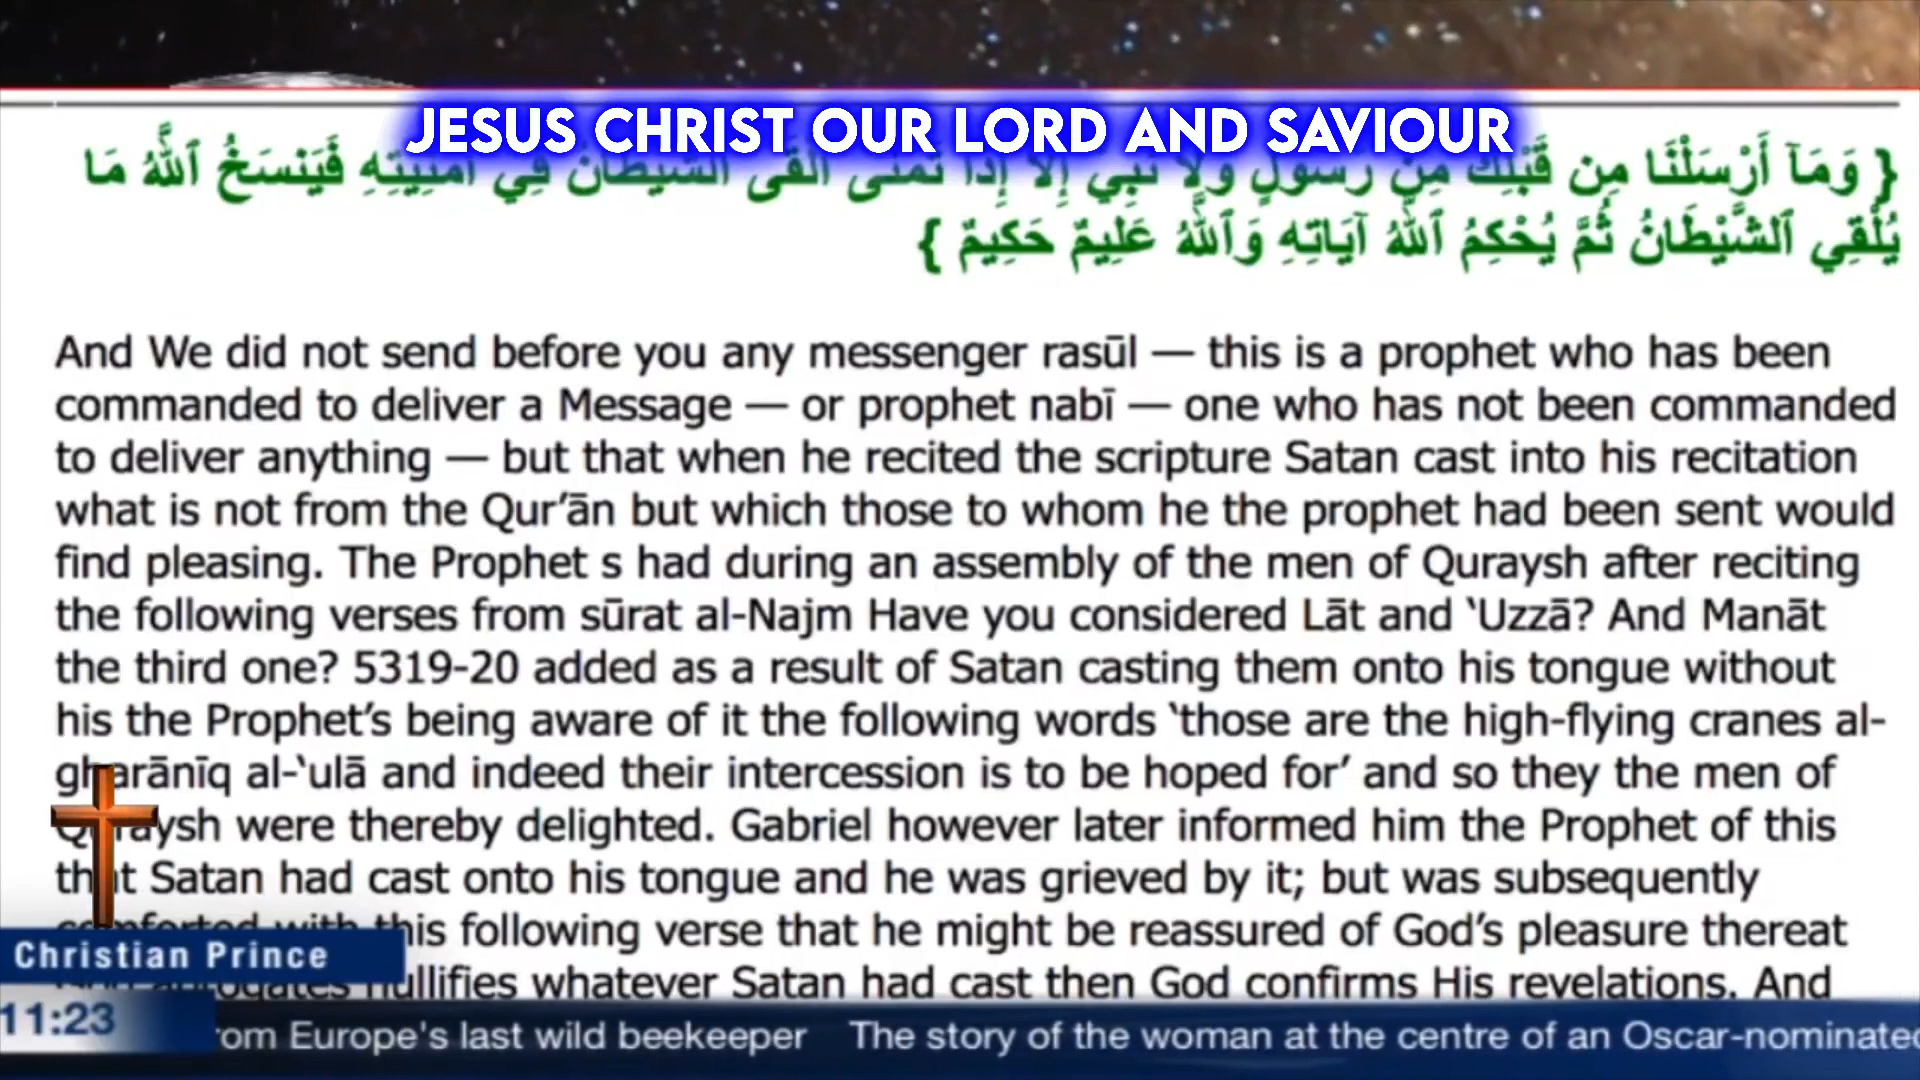 JESUS CHRIST OUR LORD AND SAVIOUR
{ وَمَآ أَرْسَلْنَا مِن قَبْلِكَ مِن رَّسُولٍ وَلاَ نَبِيٍّ إِلاَّ إِذَا تَمَنَّىٰ أَلْقَى ٱلشَّيْطَانُ فِيۤ أُمْنِيَّتِهِ فَيَنسَخُ ٱللَّهُ مَا
يُلْقِي ٱلشَّيْطَانُ ثُمَّ يُحْكِمُ ٱللَّهُ آيَاتِهِ وَٱللَّهُ عَلِيمٌ حَكِيمٌ }
And We did not send before you any messenger rasūl — this is a prophet who has been
commanded to deliver a Message — or prophet nabī — one who has not been commanded
to deliver anything — but that when he recited the scripture Satan cast into his recitation
what is not from the Qur’ān but which those to whom he the prophet had been sent would
find pleasing. The Prophet s had during an assembly of the men of Quraysh after reciting
the following verses from sūrat al-Najm Have you considered Lāt and ‘Uzzā? And Manāt
the third one? 5319-20 added as a result of Satan casting them onto his tongue without
his the Prophet’s being aware of it the following words ‘those are the high-flying cranes al-
gharānīq al-‘ulā and indeed their intercession is to be hoped for’ and so they the men of
Quraysh were thereby delighted. Gabriel however later informed him the Prophet of this
that Satan had cast onto his tongue and he was grieved by it; but was subsequently
comforted with this following verse that he might be reassured of God’s pleasure thereat
God abrogates nullifies whatever Satan had cast then God confirms His revelations. And
Christian Prince
11:23
rom Europe's last wild beekeeper The story of the woman at the centre of an Oscar-nominated